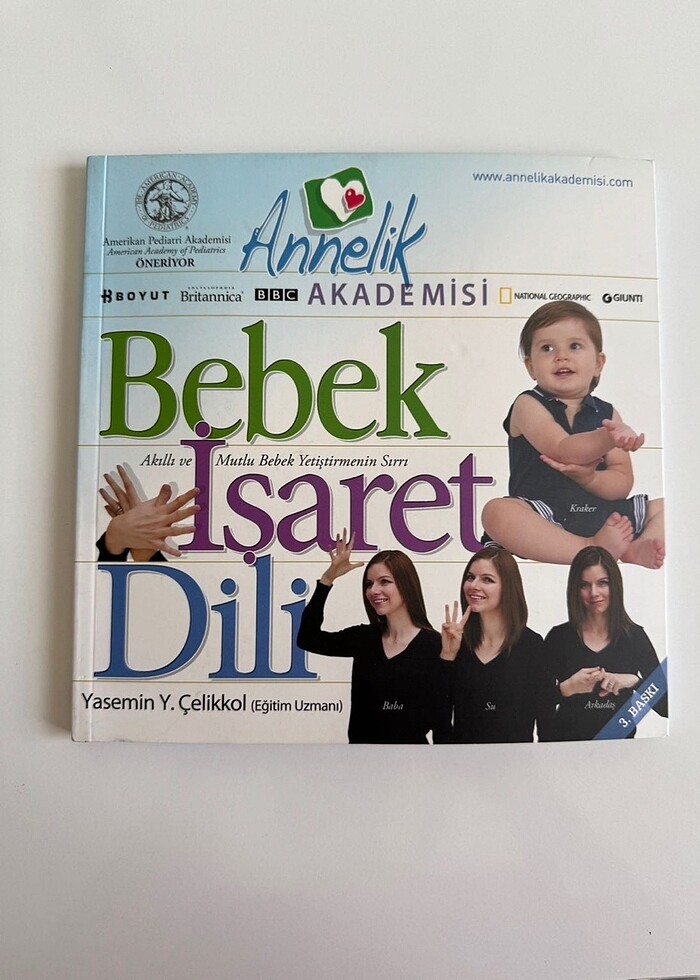 www.annelikakademisi.com
THE · AMERICAN · ACADEMY · OF · PEDIATRICS
Amerikan Pediatri Akademisi
American Academy of Pediatrics
ÖNERİYOR
Annelik
AKADEMİSİ
BOYUT
ENCYCLOPÆDIA
Britannica
BBC
NATIONAL GEOGRAPHIC
GIUNTI
Bebek
Akıllı ve Mutlu Bebek Yetiştirmenin Sırrı
İşaret
Kraker
Dili
Yasemin Y. Çelikkol (Eğitim Uzmanı)
Baba
Su
Arkadaş
3. BASKI